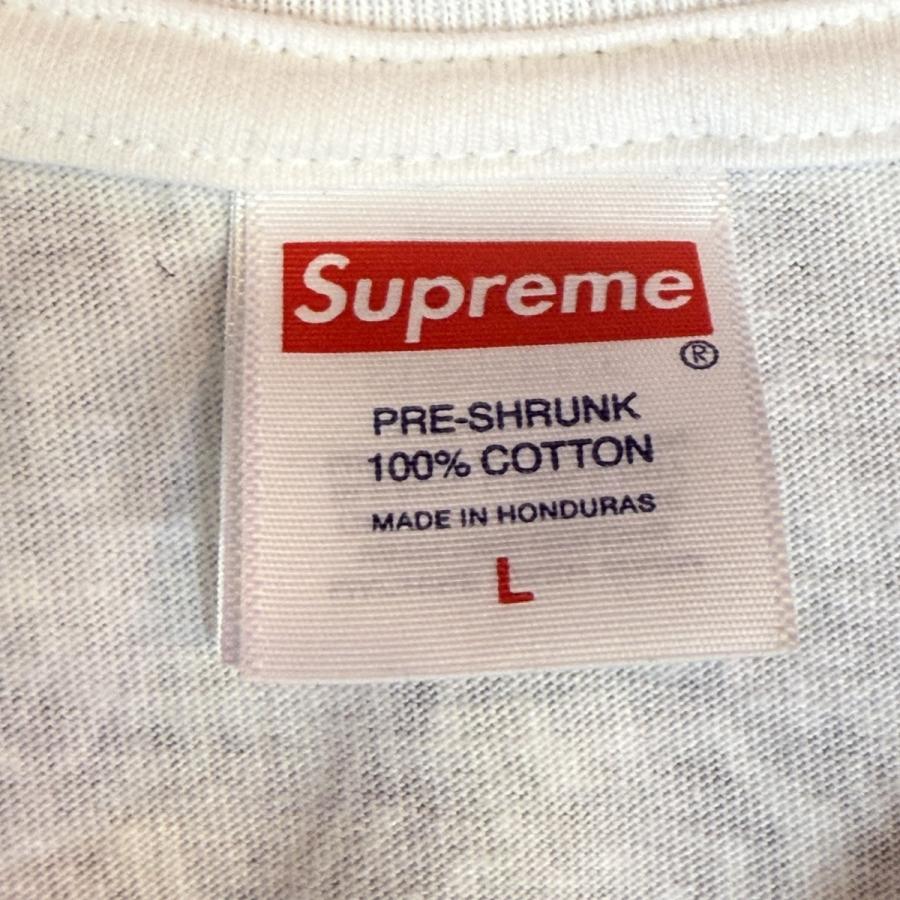 Supreme
®
PRE-SHRUNK
100% COTTON
MADE IN HONDURAS
L